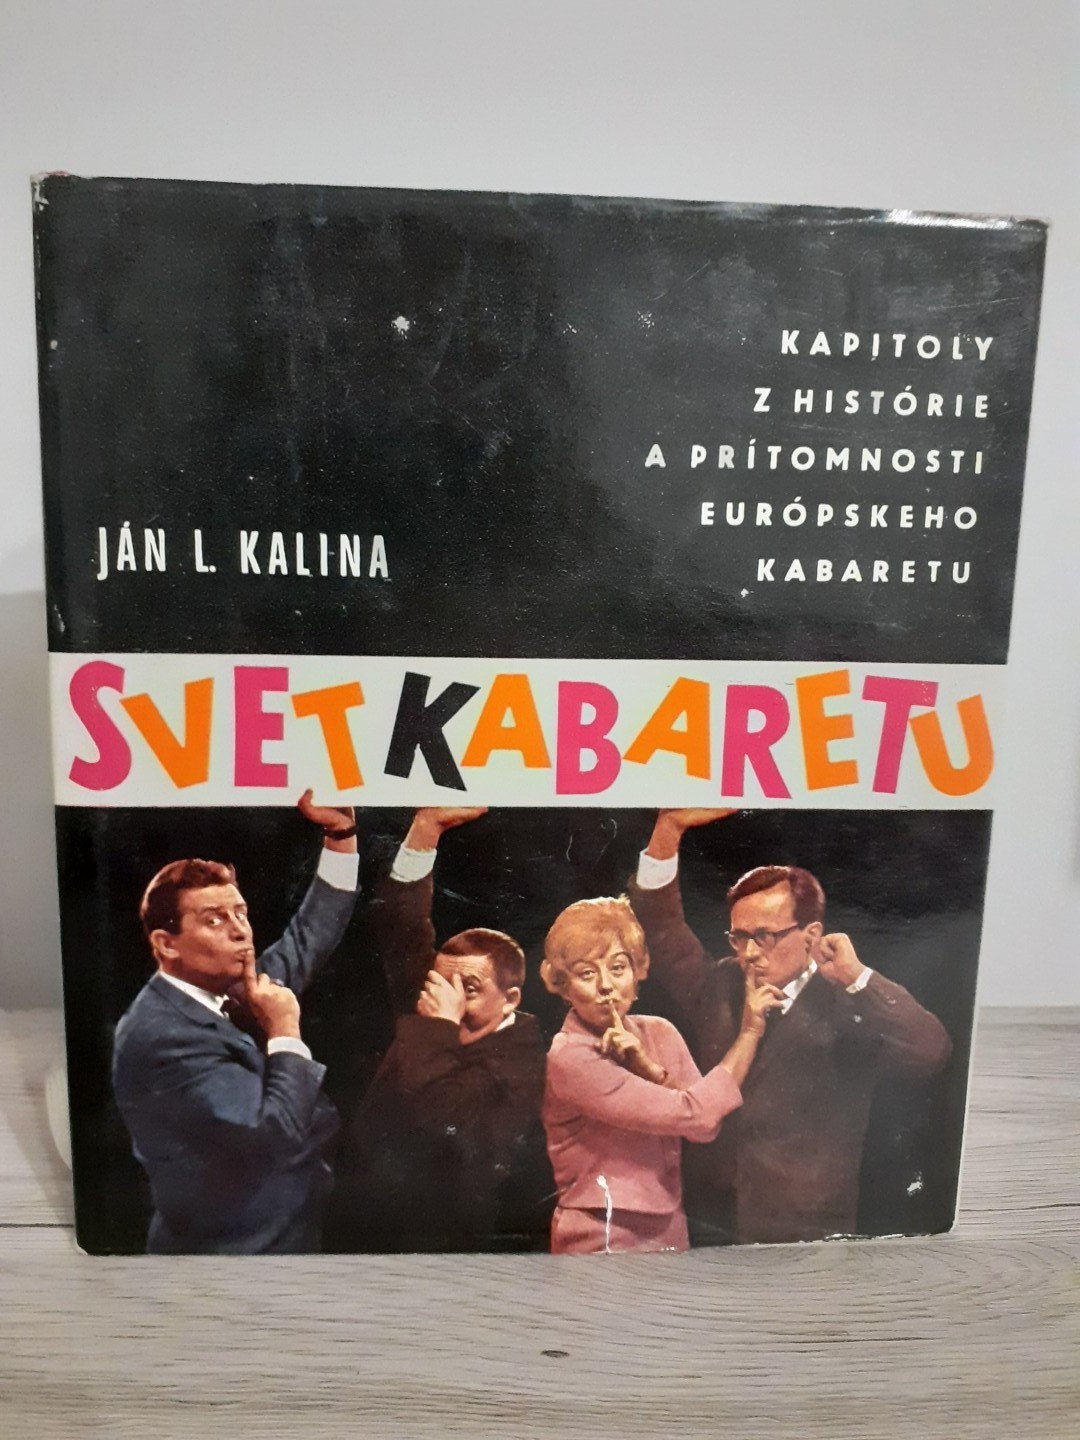 KAPITOLY
Z HISTÓRIE
A PRÍTOMNOSTI
EURÓPSKEHO
KABARETU
JÁN L. KALINA
SVET KABARETU